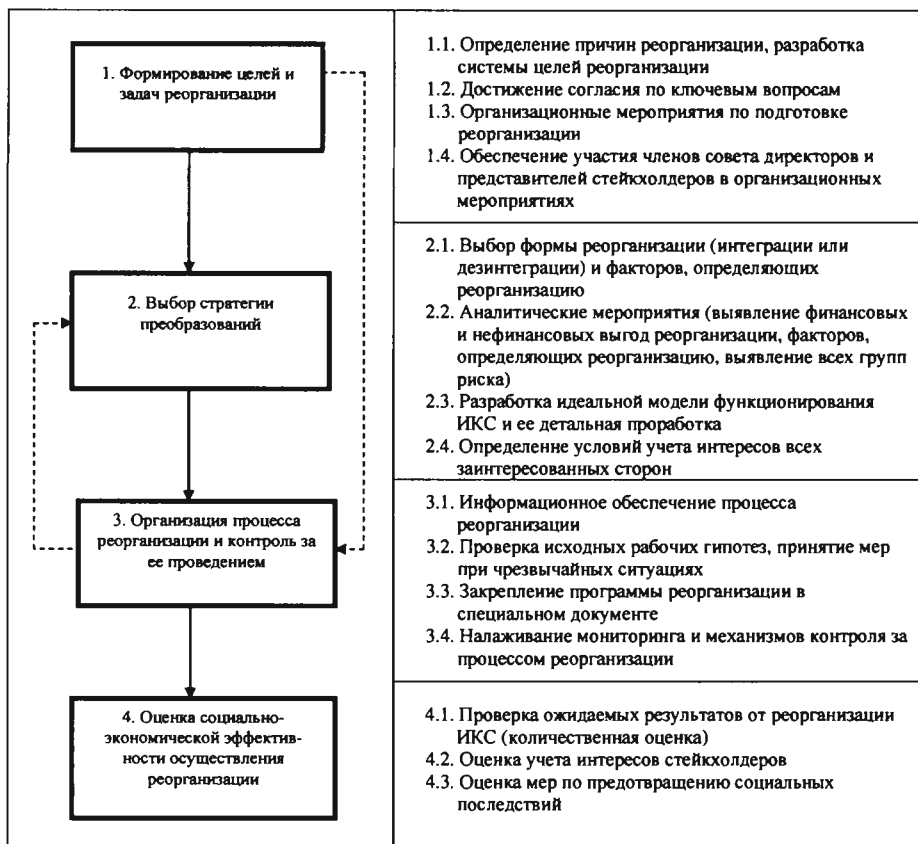 1. Формирование целей и
задач реорганизации
1.1. Определение причин реорганизации, разработка
системы целей реорганизации
1.2. Достижение согласия по ключевым вопросам
1.3. Организационные мероприятия по подготовке
реорганизации
1.4. Обеспечение участия членов совета директоров и
представителей стейкхолдеров в организационных
мероприятиях
2. Выбор стратегии
преобразований
2.1. Выбор формы реорганизации (интеграции или
дезинтеграции) и факторов, определяющих
реорганизацию
2.2. Аналитические мероприятия (выявление финансовых
и нефинансовых выгод реорганизации, факторов,
определяющих реорганизацию, выявление всех групп
риска)
2.3. Разработка идеальной модели функционирования
ИКС и ее детальная проработка
2.4. Определение условий учета интересов всех
заинтересованных сторон
3. Организация процесса
реорганизации и контроль за
ее проведением
3.1. Информационное обеспечение процесса
реорганизации
3.2. Проверка исходных рабочих гипотез, принятие мер
при чрезвычайных ситуациях
3.3. Закрепление программы реорганизации в
специальном документе
3.4. Налаживание мониторинга и механизмов контроля за
процессом реорганизации
4. Оценка социально-
экономической эффектив-
ности осуществления
реорганизации
4.1. Проверка ожидаемых результатов от реорганизации
ИКС (количественная оценка)
4.2. Оценка учета интересов стейкхолдеров
4.3. Оценка мер по предотвращению социальных
последствий